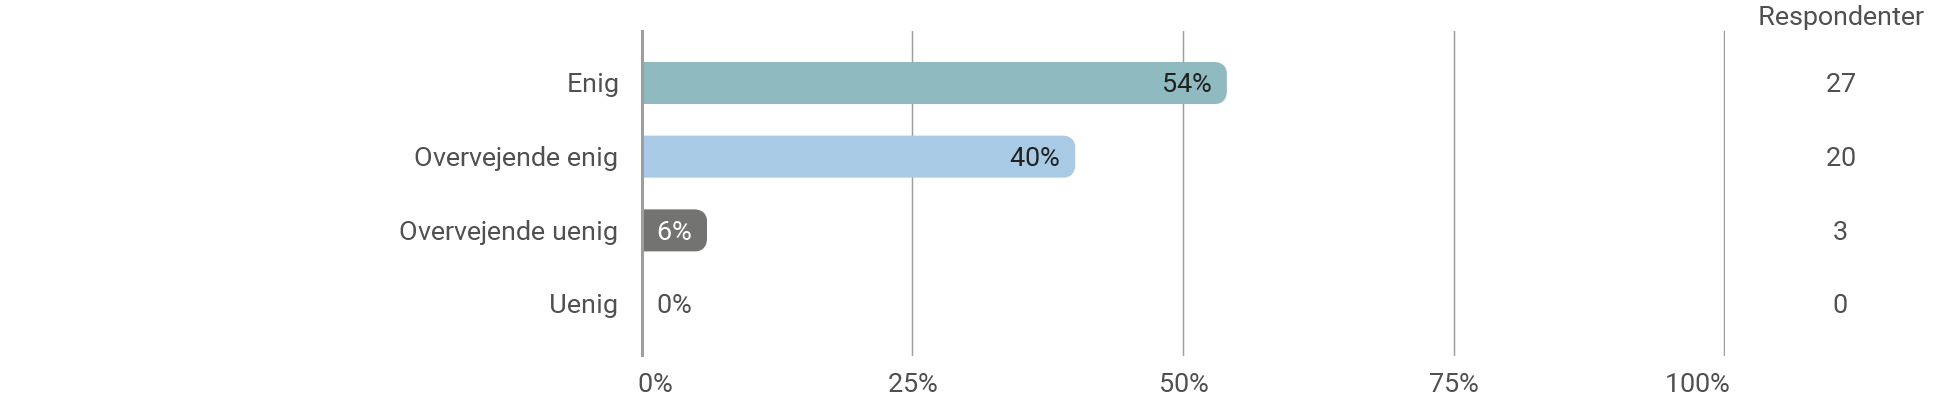 Respondenter
Enig 54% 27
Overvejende enig 40% 20
Overvejende uenig 6% 3
Uenig 0% 0
0% 25% 50% 75% 100%